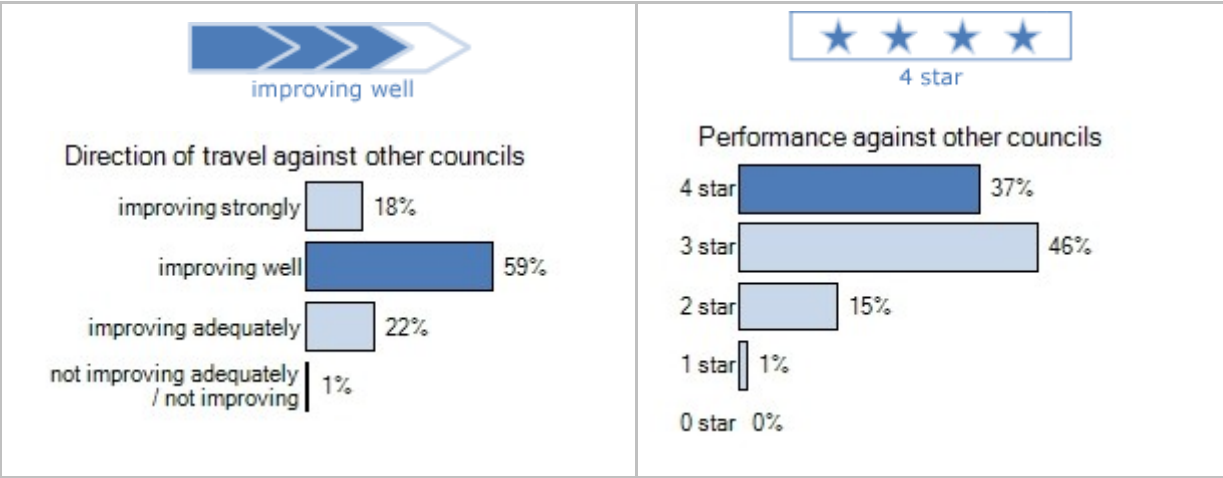 improving well
Direction of travel against other councils
improving strongly 18%
improving well 59%
improving adequately 22%
not improving adequately
/ not improving 1%
4 star
Performance against other councils
4 star 37%
3 star 46%
2 star 15%
1 star 1%
0 star 0%